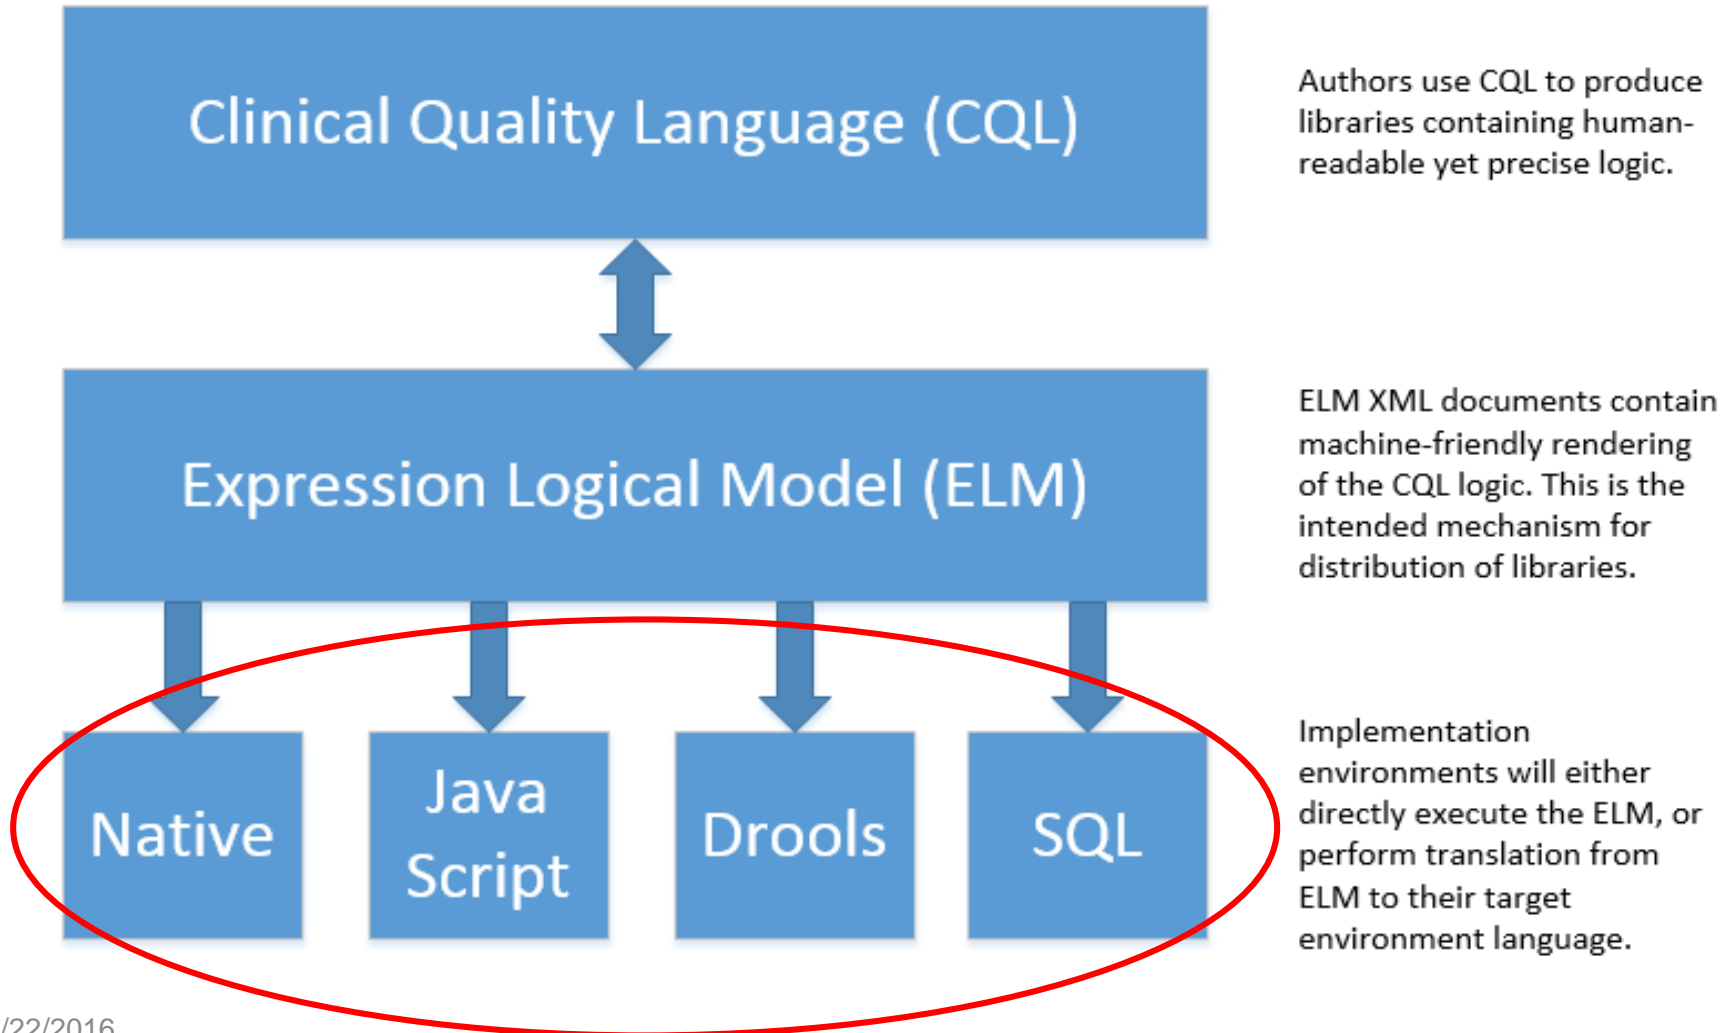 Clinical Quality Language (CQL)
Authors use CQL to produce
libraries containing human-
readable yet precise logic.
Expression Logical Model (ELM)
ELM XML documents contain
machine-friendly rendering
of the CQL logic. This is the
intended mechanism for
distribution of libraries.
Native
Java
Script
Drools
SQL
Implementation
environments will either
directly execute the ELM, or
perform translation from
ELM to their target
environment language.
/22/2016